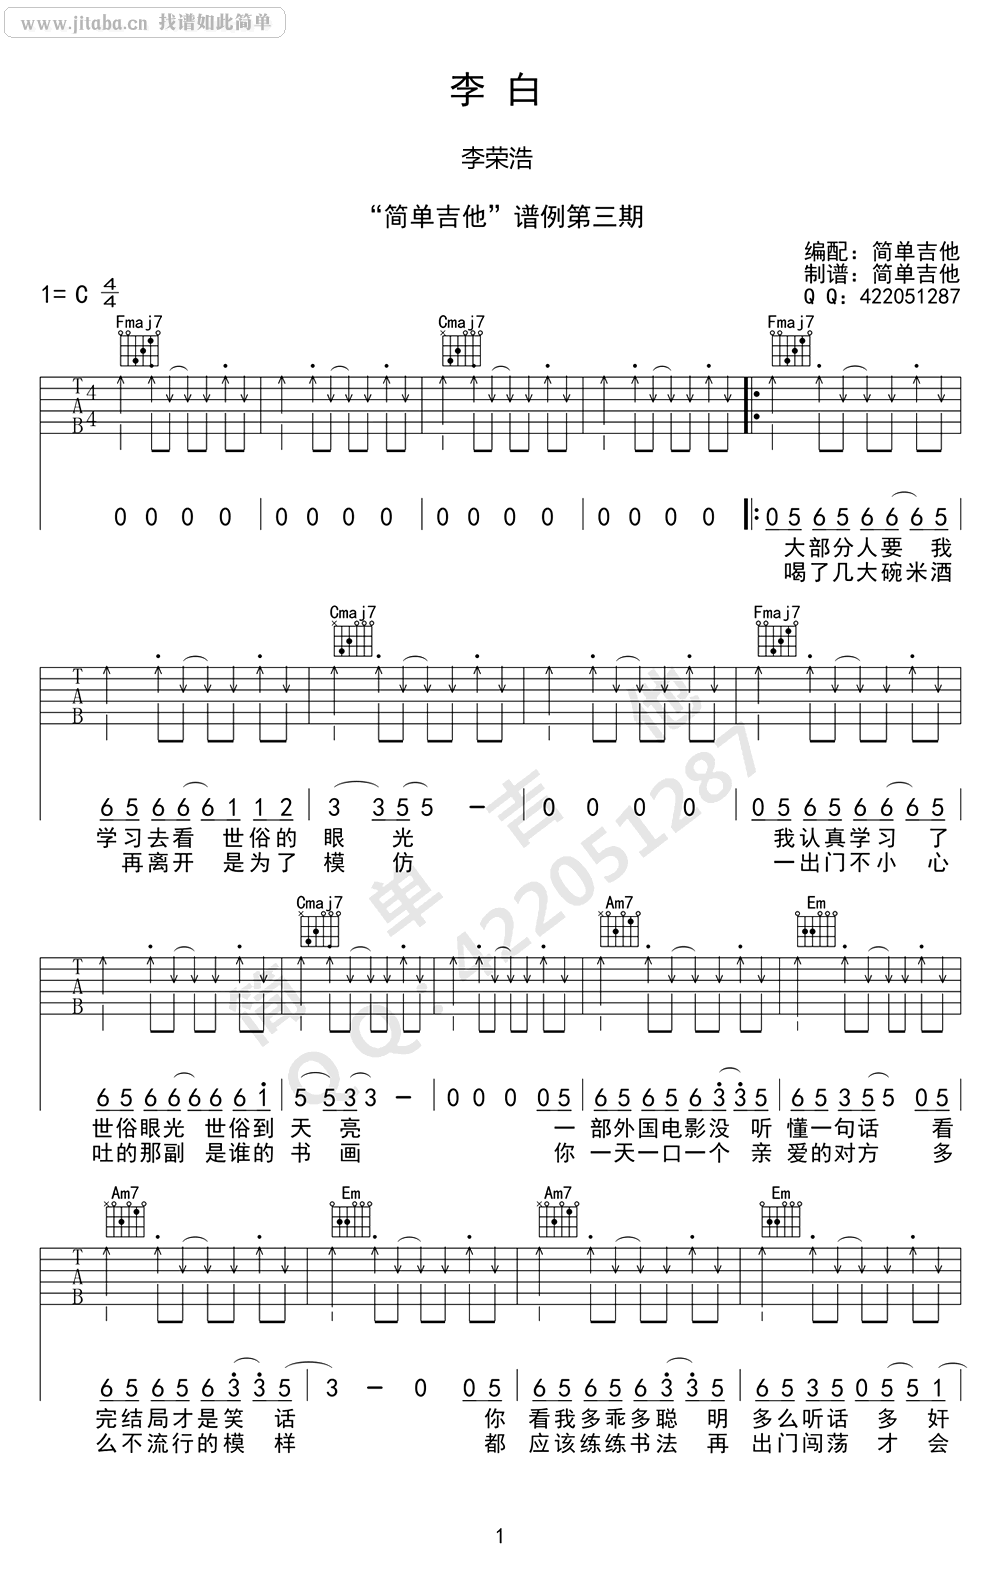 www.jitaba.cn 找谱如此简单
李 白
李荣浩
“简单吉他”谱例第三期
编配：简单吉他
制谱：简单吉他
Q Q：422051287
1= C 4/4
Fmaj7 Cmaj7 Fmaj7
T A B 4 4
0 0 0 0 | 0 0 0 0 | 0 0 0 0 | 0 0 0 0 |: 0 5 6 5 6 6 6 5 |
大部分人要 我
喝了几大碗米酒
Cmaj7 Fmaj7
T A B
6 5 6 6 6 1 1 2 | 3 3 5 5 - | 0 0 0 0 | 0 5 6 5 6 6 6 5 |
学习去看 世俗的 眼 光 我认真学习 了
再离开 是为了 模 仿 一出门不小 心
Cmaj7 Am7 Em
T A B
6 5 6 6 6 6 6 1 | 5 5 3 3 - | 0 0 0 0 5 | 6 5 6 5 6 3 3 5 | 6 5 3 5 5 0 5 |
世俗眼光 世俗到 天 亮 一 部外国电影没 听 懂一句话 看
吐的那副 是谁的 书 画 你 一天一口一个 亲 爱的对方 多
Am7 Em Am7 Em
T A B
6 5 6 5 6 3 3 5 | 3 - 0 0 5 | 6 5 6 5 6 3 3 5 | 6 5 3 5 0 5 5 1 |
完结局才是笑 话 你 看我多乖多聪 明 多么听话 多 奸
么不流行的模 样 都 应该练练书法 再 出门闯荡 才 会
简 单 吉 他
QQ：422051287
1